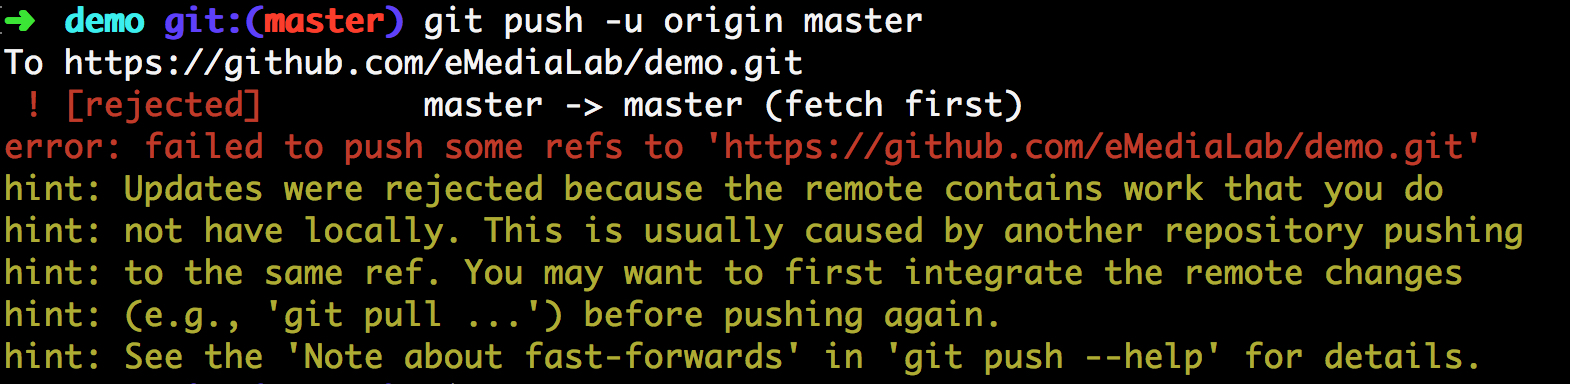 ➜ demo git:(master) git push -u origin master
To https://github.com/eMediaLab/demo.git
! [rejected] master -> master (fetch first)
error: failed to push some refs to 'https://github.com/eMediaLab/demo.git'
hint: Updates were rejected because the remote contains work that you do
hint: not have locally. This is usually caused by another repository pushing
hint: to the same ref. You may want to first integrate the remote changes
hint: (e.g., 'git pull ...') before pushing again.
hint: See the 'Note about fast-forwards' in 'git push --help' for details.